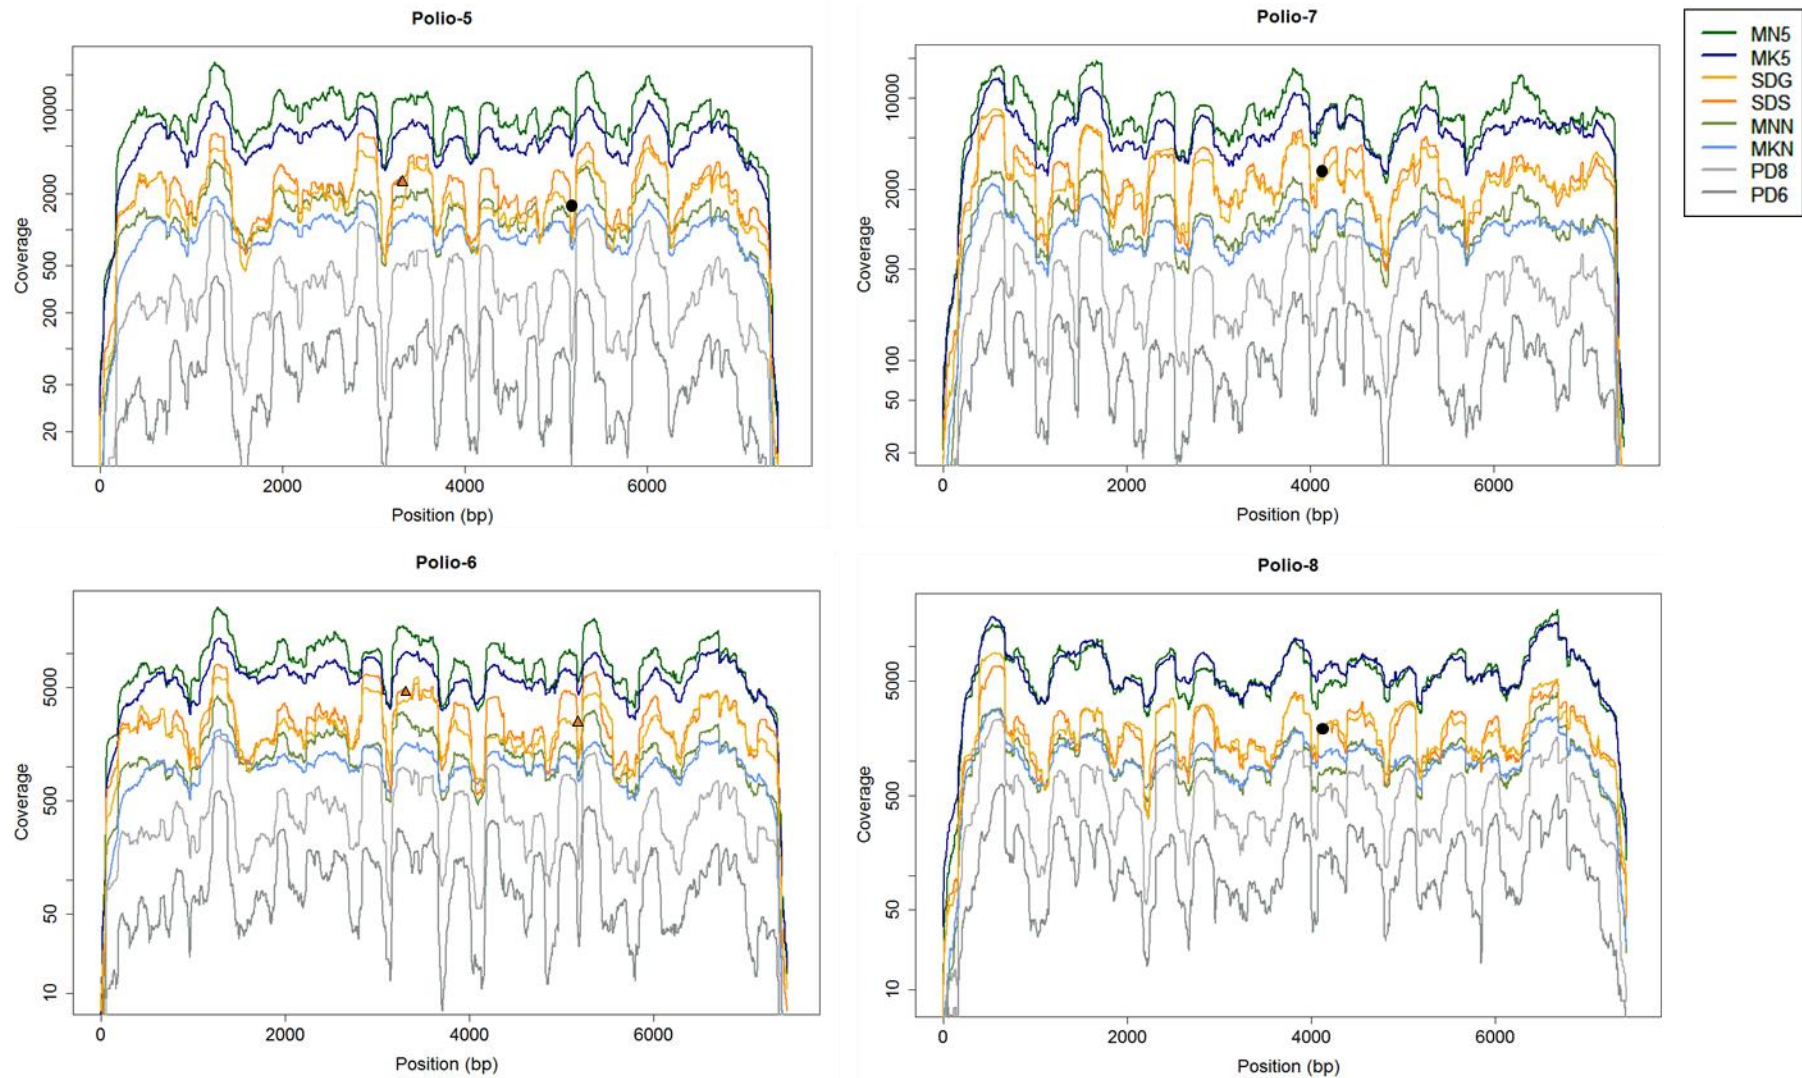 Polio-5
Coverage
10000
2000
500
200
50
20
0
2000
4000
6000
Position (bp)
Polio-7
Coverage
10000
2000
500
100
50
20
0
2000
4000
6000
Position (bp)
MN5
MK5
SDG
SDS
MNN
MKN
PD8
PD6
Polio-6
Coverage
5000
500
50
10
0
2000
4000
6000
Position (bp)
Polio-8
Coverage
5000
500
50
10
0
2000
4000
6000
Position (bp)